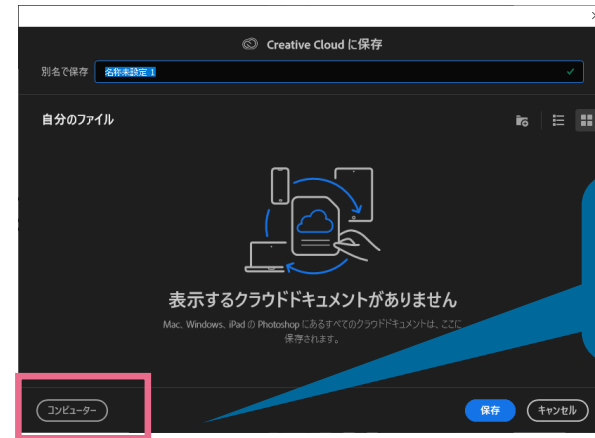 Creative Cloud に保存
別名で保存 名称未設定 1
自分のファイル
表示するクラウドドキュメントがありません
Mac、Windows、iPad の Photoshop にあるすべてのクラウドドキュメントは、ここに
保存されます。
コンピューター 保存 キャンセル